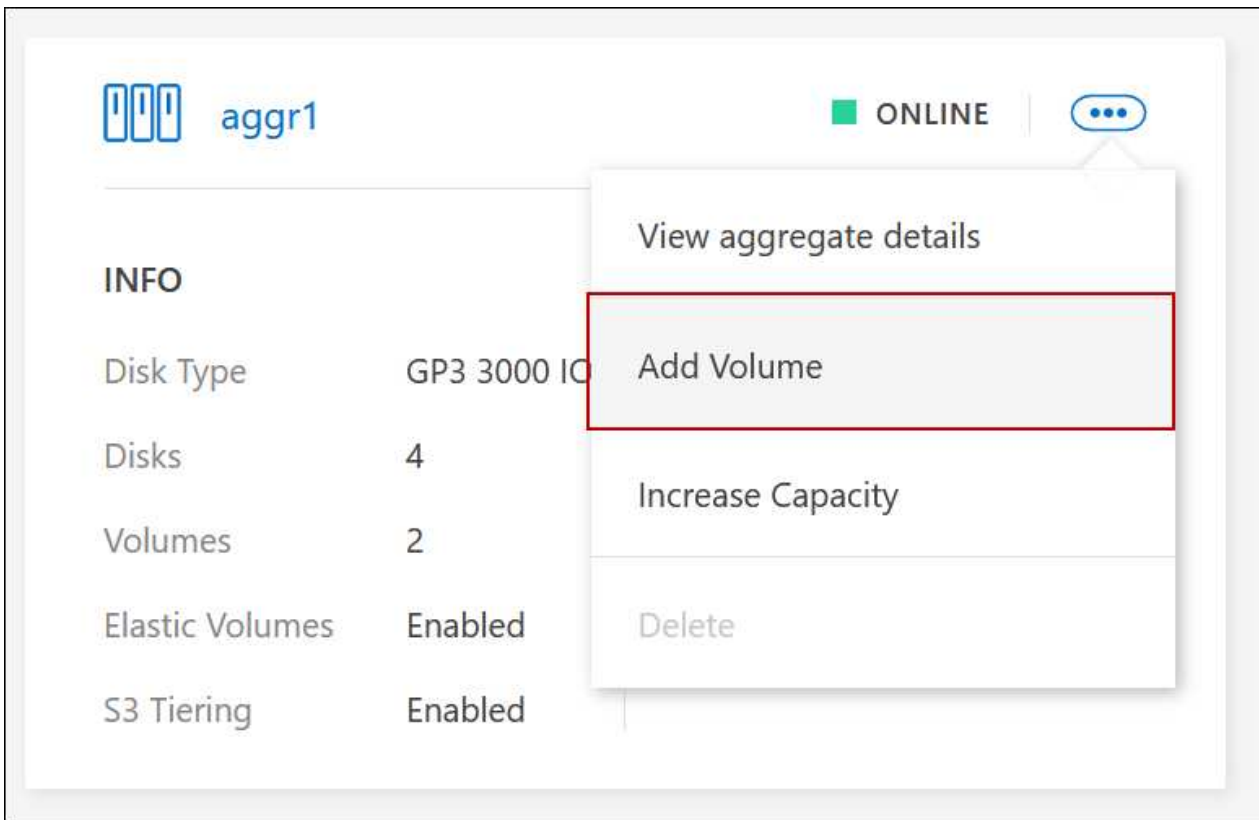 aggr1
ONLINE
View aggregate details
INFO
Add Volume
Disk Type GP3 3000 IO
Disks 4
Increase Capacity
Volumes 2
Elastic Volumes Enabled
Delete
S3 Tiering Enabled